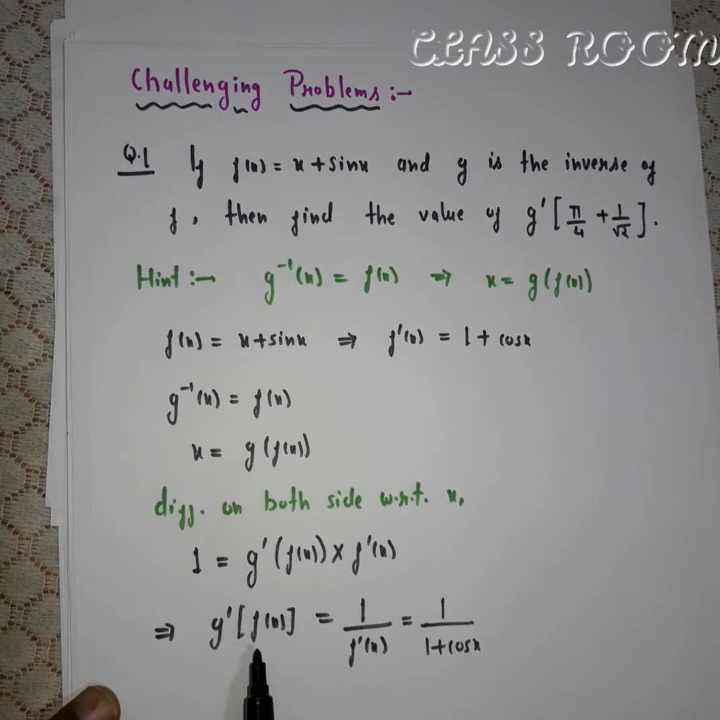 CLASS ROOM
Challenging Problems :-
Q.1 If f(x) = x + sinx and g is the inverse of
f, then find the value of g'[π/4 + 1/√2].
Hint :- g⁻¹(x) = f(x) ⇒ x = g(f(x))
f(x) = x + sinx ⇒ f'(x) = 1 + cosx
g⁻¹(x) = f(x)
x = g(f(x))
diff. on both side w.r.t. x,
1 = g'(f(x)) × f'(x)
⇒ g'[f(x)] = 1/f'(x) = 1/1+cosx